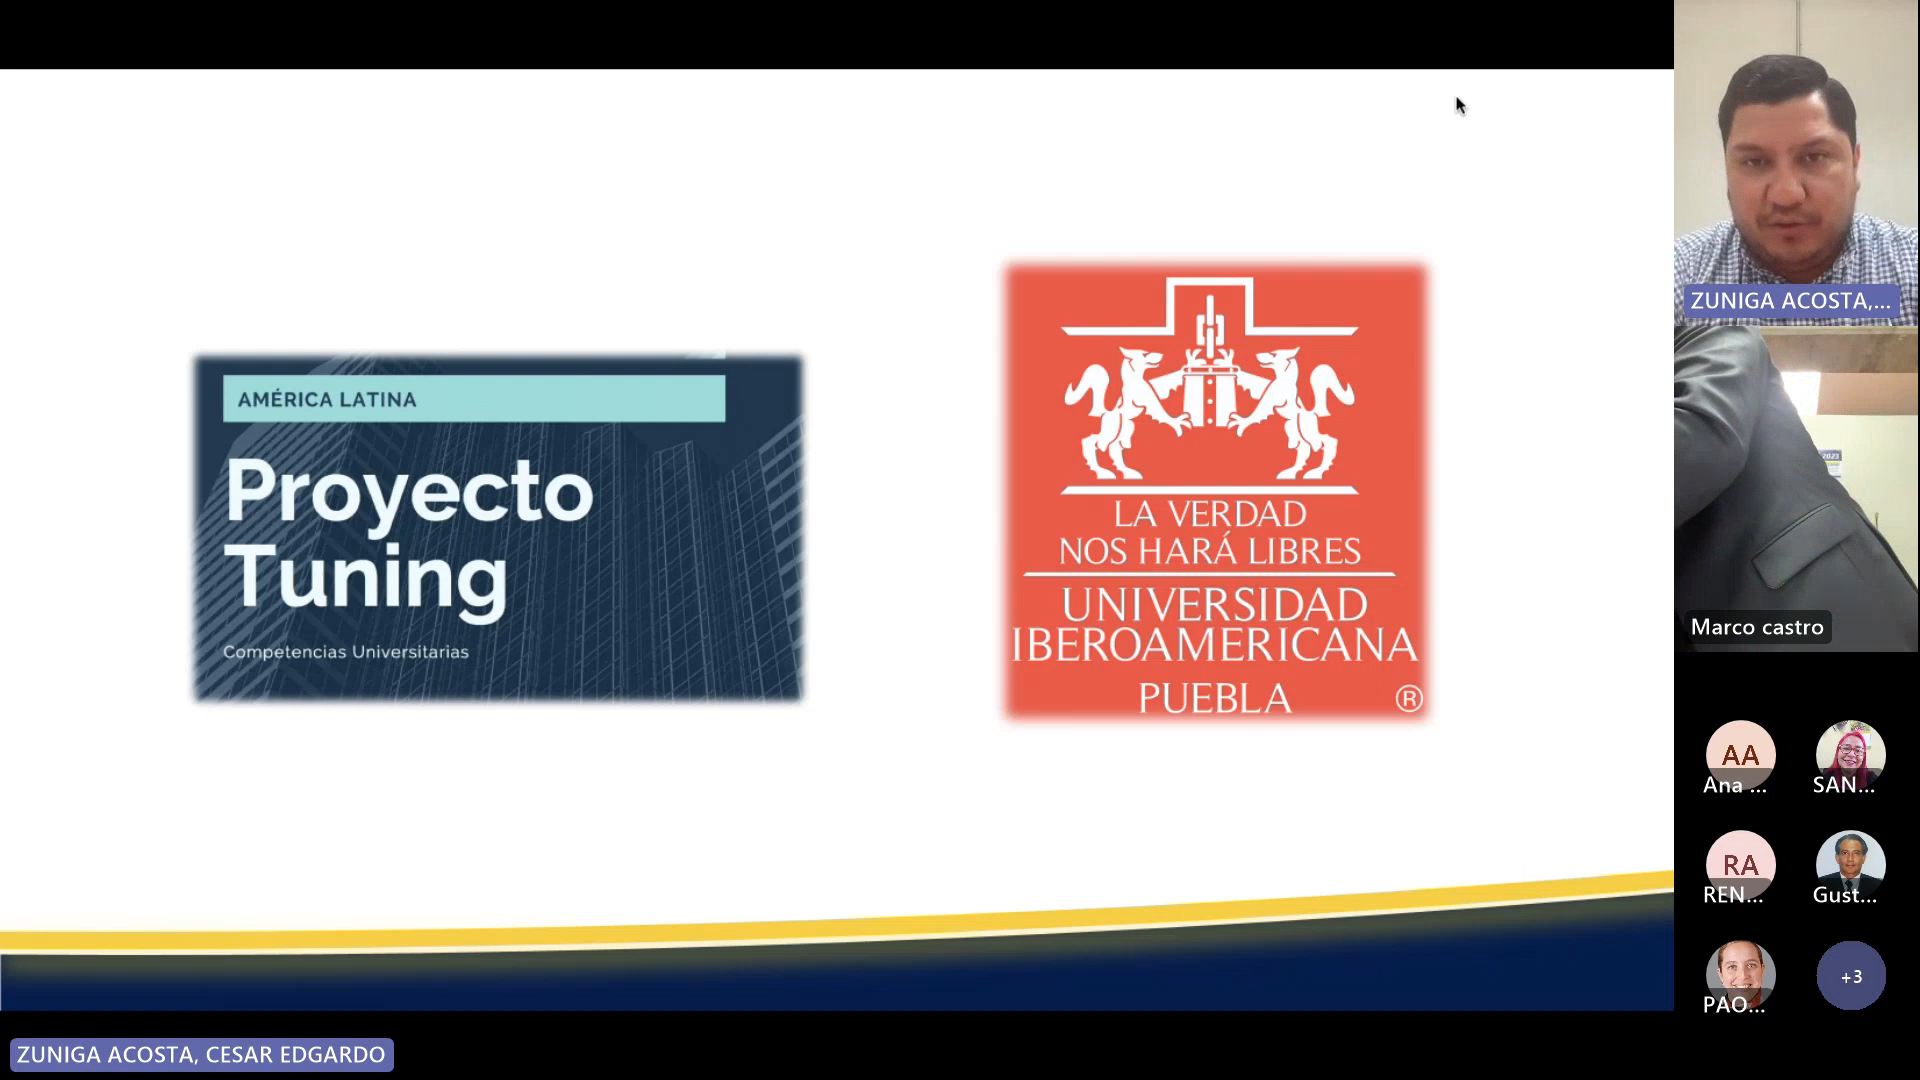 AMÉRICA LATINA
Proyecto
Tuning
Competencias Universitarias
LA VERDAD
NOS HARÁ LIBRES
UNIVERSIDAD
IBEROAMERICANA
PUEBLA ®
ZUNIGA ACOSTA,...
2023
Marco castro
AA
Ana ...
SAN...
RA
REN...
Gust...
PAO...
+3
ZUNIGA ACOSTA, CESAR EDGARDO